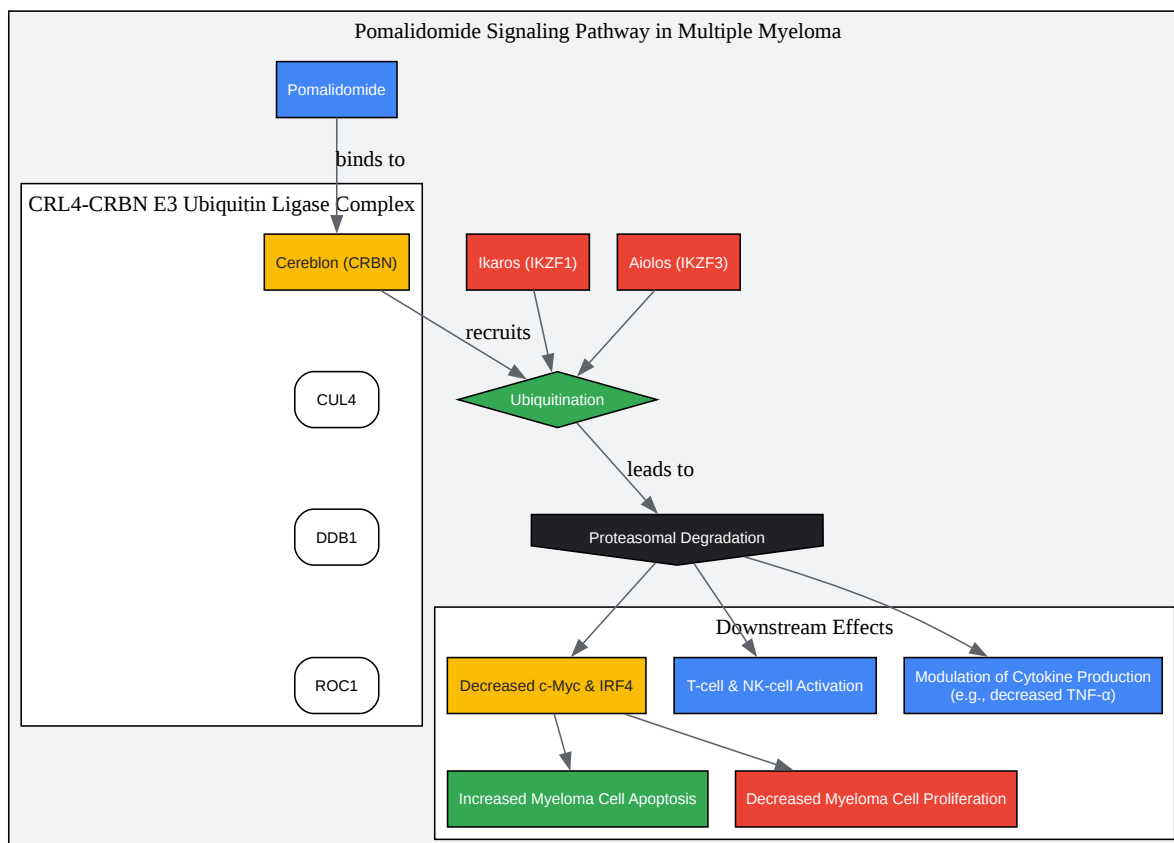 Pomalidomide Signaling Pathway in Multiple Myeloma
Pomalidomide
binds to
CRL4-CRBN E3 Ubiquitin Ligase Complex
Cereblon (CRBN)
Ikaros (IKZF1)
Aiolos (IKZF3)
recruits
CUL4
Ubiquitination
leads to
DDB1
Proteasomal Degradation
Downstream Effects
ROC1
Decreased c-Myc & IRF4
T-cell & NK-cell Activation
Modulation of Cytokine Production
(e.g., decreased TNF-α)
Increased Myeloma Cell Apoptosis
Decreased Myeloma Cell Proliferation